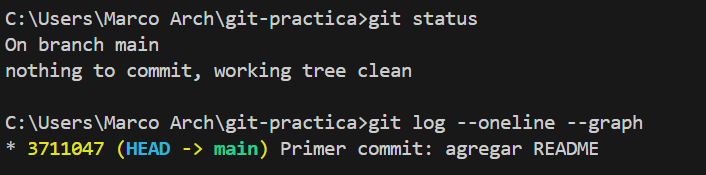 C:\Users\Marco Arch\git-practica>git status
On branch main
nothing to commit, working tree clean
C:\Users\Marco Arch\git-practica>git log --oneline --graph
* 3711047 (HEAD -> main) Primer commit: agregar README